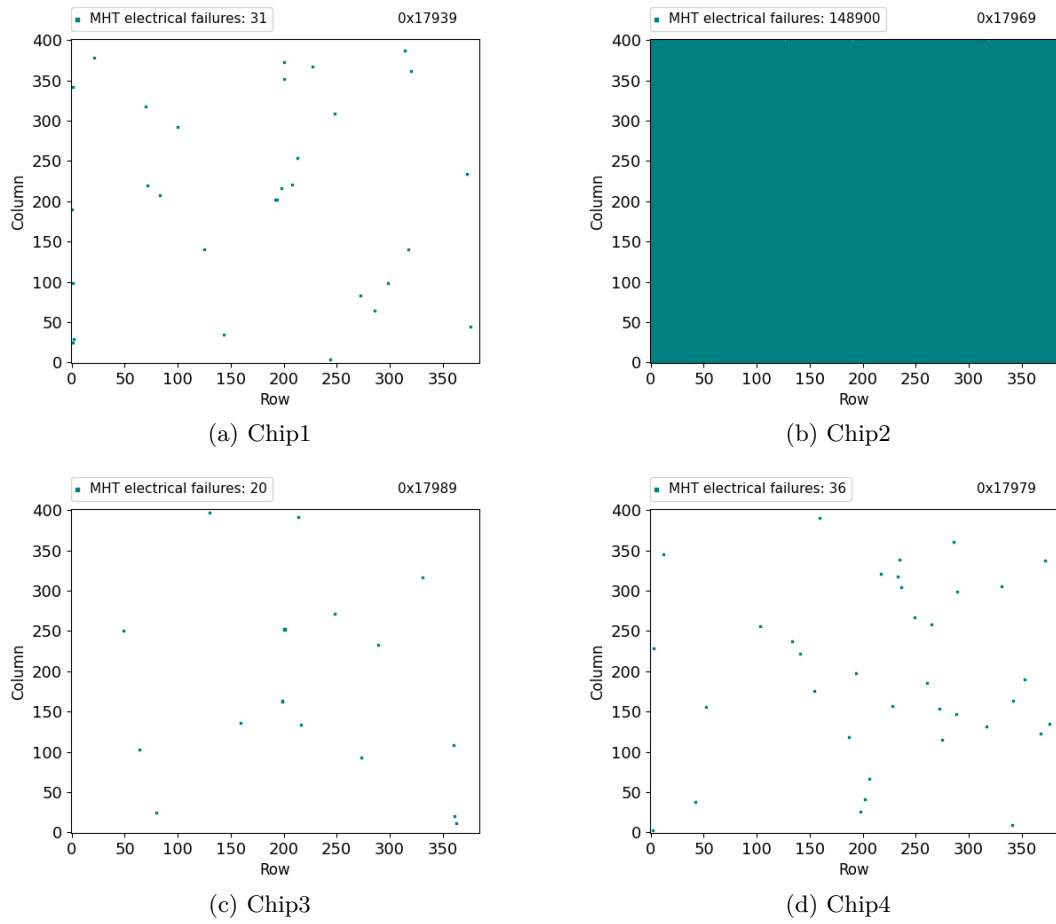 MHT electrical failures: 31 0x17939
400
350
300
250
200
150
100
50
0
Column
0 50 100 150 200 250 300 350
Row
(a) Chip1
MHT electrical failures: 148900 0x17969
400
350
300
250
200
150
100
50
0
Column
0 50 100 150 200 250 300 350
Row
(b) Chip2
MHT electrical failures: 20 0x17989
400
350
300
250
200
150
100
50
0
Column
0 50 100 150 200 250 300 350
Row
(c) Chip3
MHT electrical failures: 36 0x17979
400
350
300
250
200
150
100
50
0
Column
0 50 100 150 200 250 300 350
Row
(d) Chip4